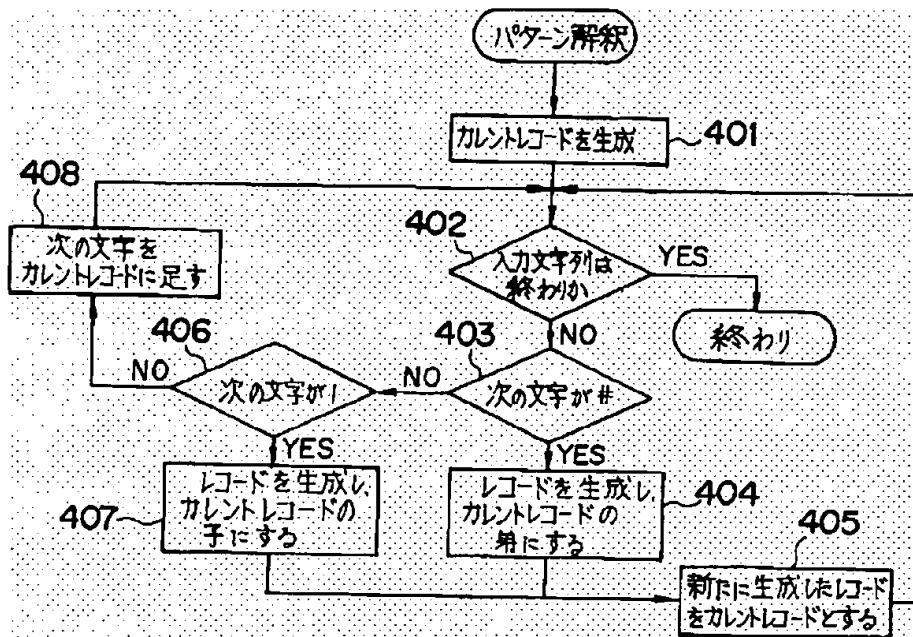 パターン解釈
カレントレコードを生成
401
408
次の文字を
カレントレコードに足す
402
入力文字列は
終わりか
YES
終わり
NO
406
403
次の文字が/
NO
NO
次の文字が#
YES
YES
407
レコードを生成し、
カレントレコードの
子にする
レコードを生成し、
カレントレコードの
弟にする
404
405
新たに生成したレコード
をカレントレコードとする